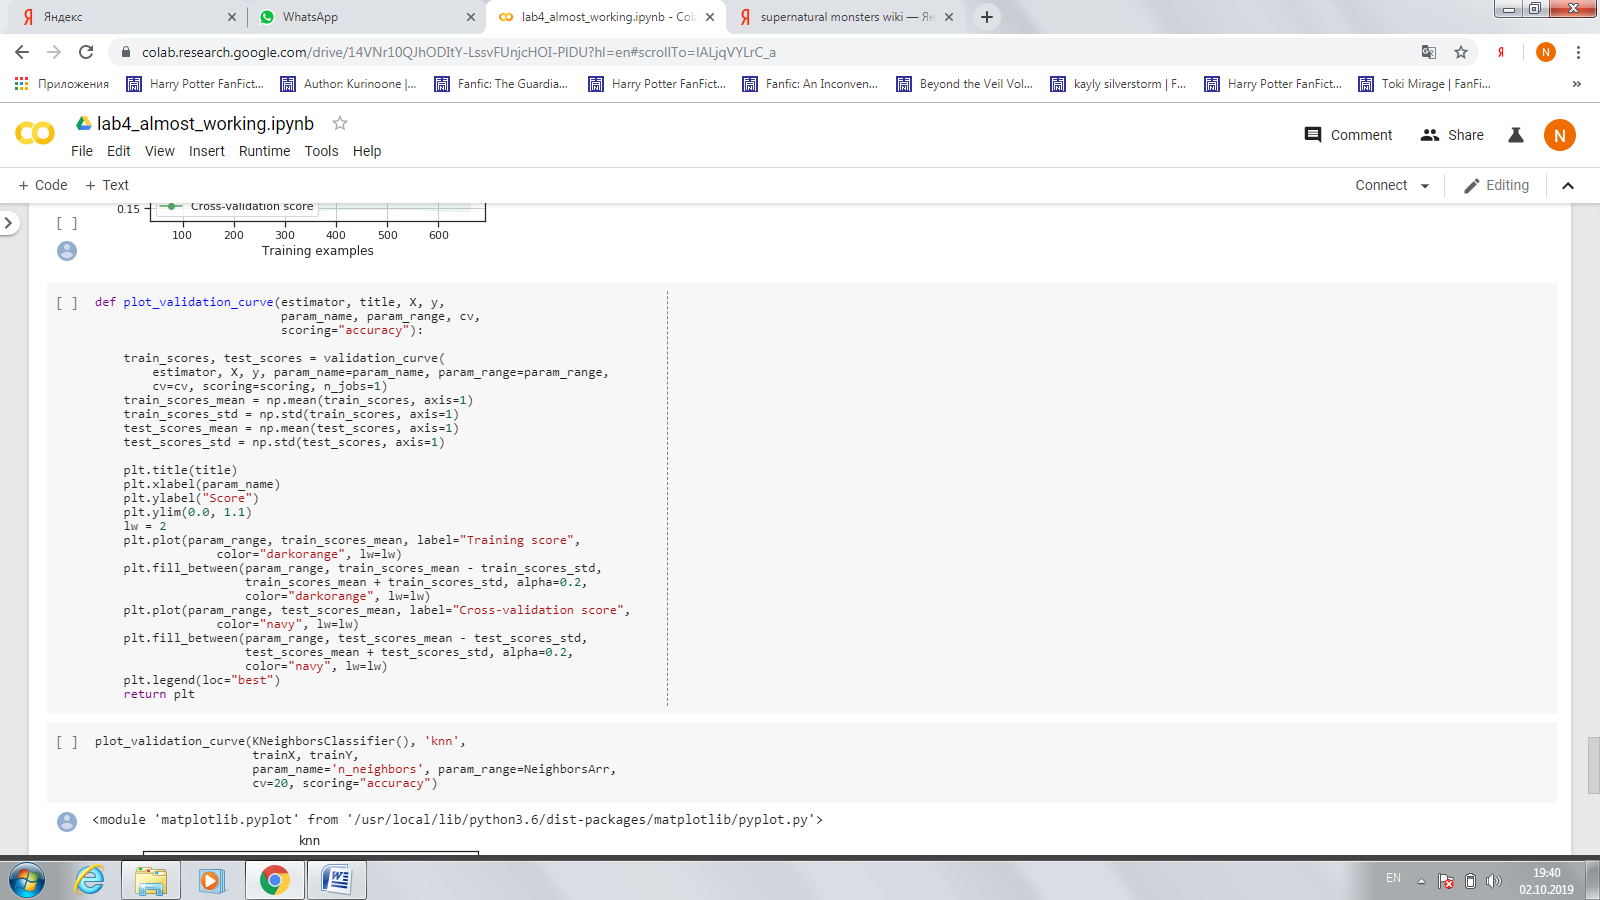 Яндекс
WhatsApp
lab4_almost_working.ipynb - Col
supernatural monsters wiki — Ян
colab.research.google.com/drive/14VNr10QJhODItY-LssvFUnjcHOI-PIDU?hl=en#scrollTo=IALjqVYLrC_a
Приложения
Harry Potter FanFict...
Author: Kurinoone |...
Fanfic: The Guardia...
Harry Potter FanFict...
Fanfic: An Inconven...
Beyond the Veil Vol...
kayly silverstorm | F...
Harry Potter FanFict...
Toki Mirage | FanFi...
»
lab4_almost_working.ipynb
Comment
Share
N
File Edit View Insert Runtime Tools Help
+ Code + Text
Connect
Editing
0.15
Cross-validation score
[ ]
100 200 300 400 500 600
Training examples
[ ] def plot_validation_curve(estimator, title, X, y,
param_name, param_range, cv,
scoring="accuracy"):
train_scores, test_scores = validation_curve(
estimator, X, y, param_name=param_name, param_range=param_range,
cv=cv, scoring=scoring, n_jobs=1)
train_scores_mean = np.mean(train_scores, axis=1)
train_scores_std = np.std(train_scores, axis=1)
test_scores_mean = np.mean(test_scores, axis=1)
test_scores_std = np.std(test_scores, axis=1)
plt.title(title)
plt.xlabel(param_name)
plt.ylabel("Score")
plt.ylim(0.0, 1.1)
lw = 2
plt.plot(param_range, train_scores_mean, label="Training score",
color="darkorange", lw=lw)
plt.fill_between(param_range, train_scores_mean - train_scores_std,
train_scores_mean + train_scores_std, alpha=0.2,
color="darkorange", lw=lw)
plt.plot(param_range, test_scores_mean, label="Cross-validation score",
color="navy", lw=lw)
plt.fill_between(param_range, test_scores_mean - test_scores_std,
test_scores_mean + test_scores_std, alpha=0.2,
color="navy", lw=lw)
plt.legend(loc="best")
return plt
[ ] plot_validation_curve(KNeighborsClassifier(), 'knn',
trainX, trainY,
param_name='n_neighbors', param_range=NeighborsArr,
cv=20, scoring="accuracy")
<module 'matplotlib.pyplot' from '/usr/local/lib/python3.6/dist-packages/matplotlib/pyplot.py'>
knn
EN
19:40
02.10.2019